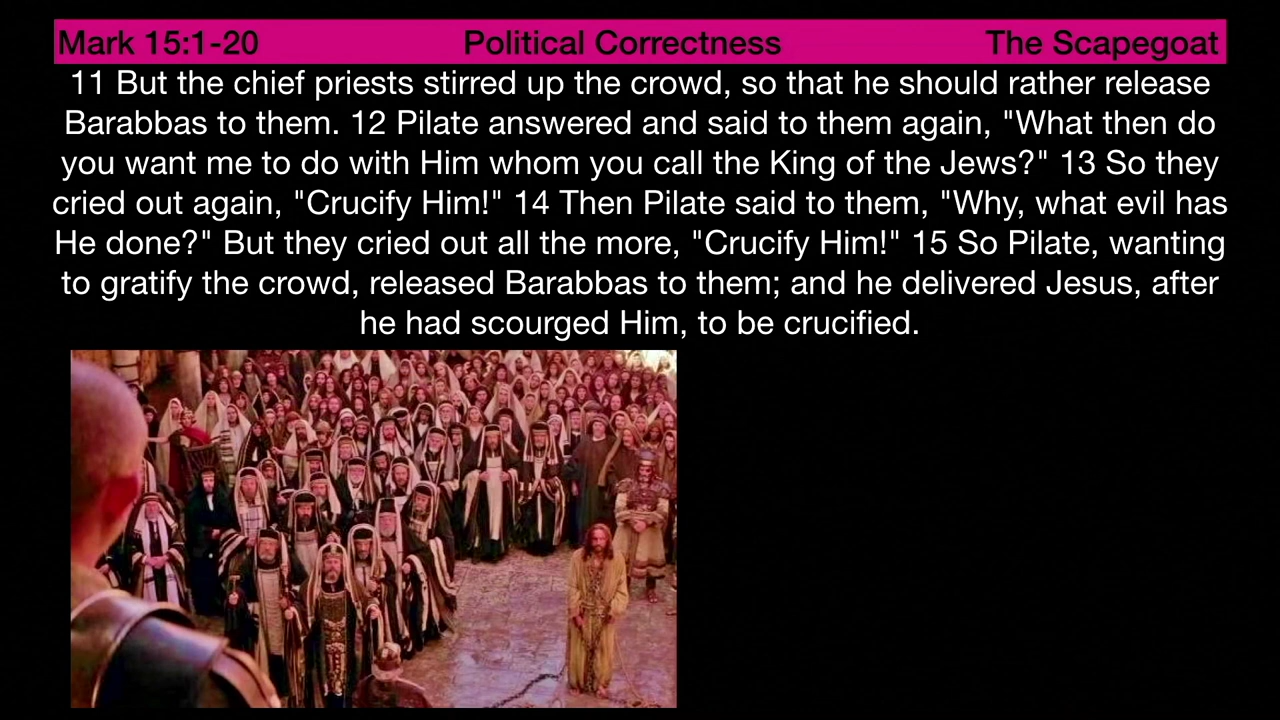 Mark 15:1-20 Political Correctness The Scapegoat
11 But the chief priests stirred up the crowd, so that he should rather release
Barabbas to them. 12 Pilate answered and said to them again, "What then do
you want me to do with Him whom you call the King of the Jews?" 13 So they
cried out again, "Crucify Him!" 14 Then Pilate said to them, "Why, what evil has
He done?" But they cried out all the more, "Crucify Him!" 15 So Pilate, wanting
to gratify the crowd, released Barabbas to them; and he delivered Jesus, after
he had scourged Him, to be crucified.